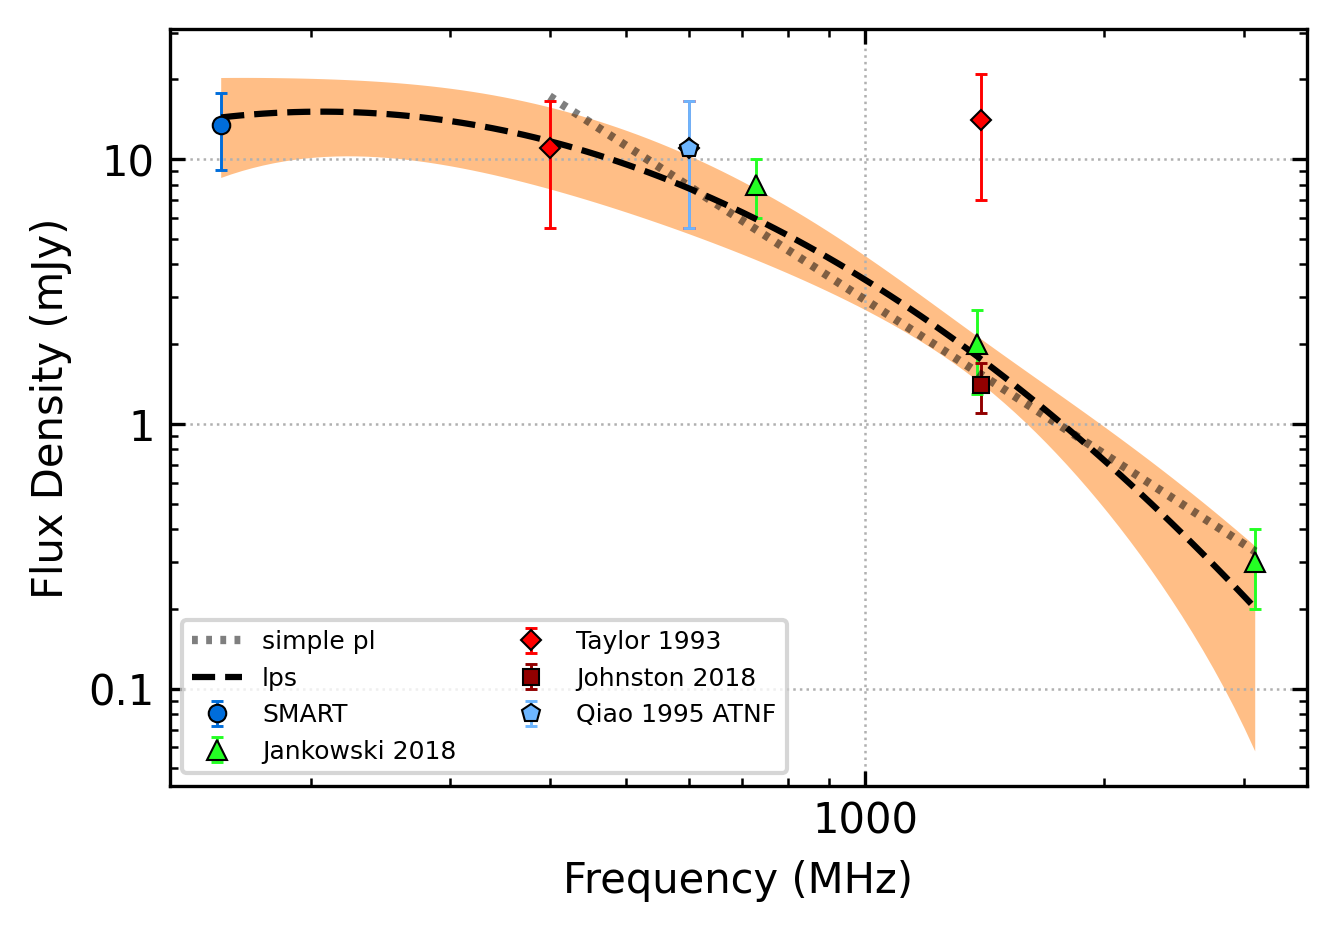 10
1
0.1
Flux Density (mJy)
simple pl
lps
SMART
Jankowski 2018
Taylor 1993
Johnston 2018
Qiao 1995 ATNF
1000
Frequency (MHz)